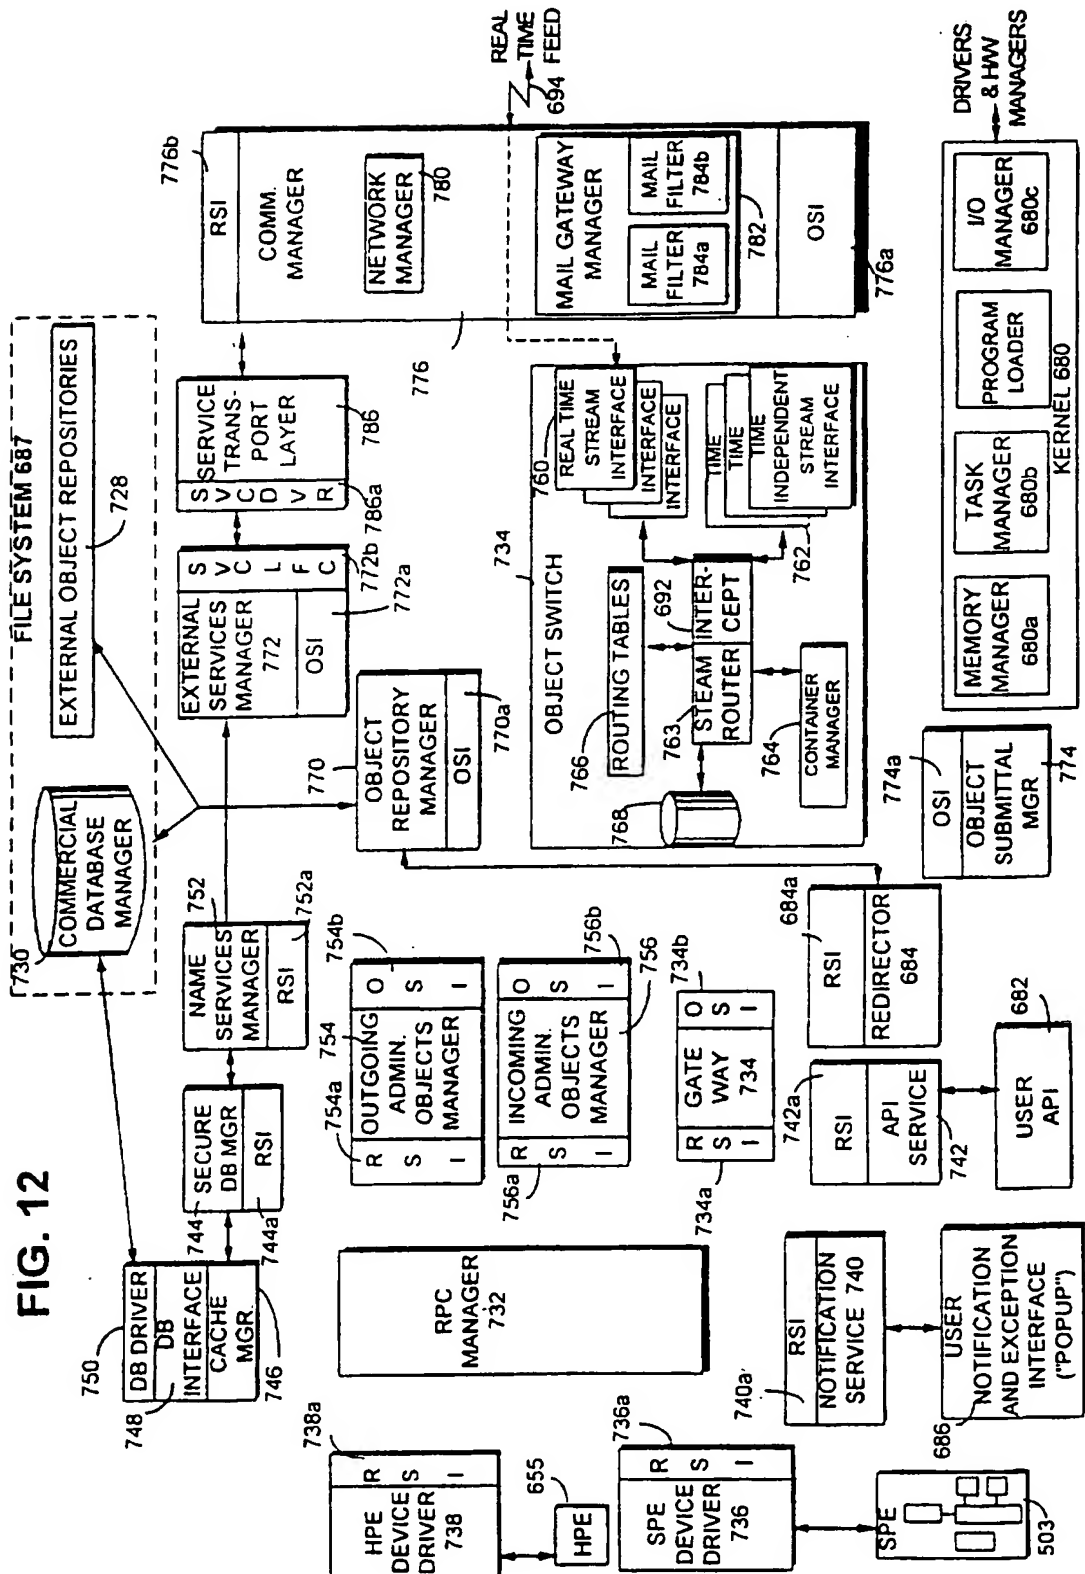 FIG. 12
FILE SYSTEM 687
EXTERNAL OBJECT REPOSITORIES
728
730
COMMERCIAL
DATABASE
MANAGER
750
DB DRIVER
DB
INTERFACE
748
CACHE
MGR.
746
744
SECURE
DB MGR
RSI
744a
NAME
SERVICES
MANAGER
752
RSI
752a
EXTERNAL
SERVICES
MANAGER
772
OSI
772a
S
V
C
L
F
C
772b
S
V
C
D
V
R
786a
SERVICE
TRANS-
PORT
LAYER
786
776b
RSI
COMM.
MANAGER
NETWORK
MANAGER
780
776
REAL
TIME
FEED
694
MAIL GATEWAY
MANAGER
MAIL
FILTER
784a
MAIL
FILTER
784b
782
OSI
776a
738a
HPE
DEVICE
DRIVER
738
R
S
I
655
HPE
736a
SPE
DEVICE
DRIVER
736
R
S
I
SPE
503
RPC
MANAGER
732
754a
R
S
I
754
OUTGOING
ADMIN.
OBJECTS
MANAGER
O
S
I
754b
756a
R
S
I
INCOMING
ADMIN.
OBJECTS
MANAGER
756
O
S
I
756b
734a
R
S
I
GATE
WAY
734
O
S
I
734b
770
OBJECT
REPOSITORY
MANAGER
OSI
770a
734
OBJECT SWITCH
766
ROUTING TABLES
768
763
STEAM
ROUTER
692
INTER-
CEPT
764
CONTAINER
MANAGER
760
REAL TIME
STREAM
INTERFACE
INTERFACE
INTERFACE
TIME
TIME
TIME
INDEPENDENT
STREAM
INTERFACE
762
740a
RSI
NOTIFICATION
SERVICE 740
686
USER
NOTIFICATION
AND EXCEPTION
INTERFACE
("POPUP")
742a
RSI
API
SERVICE
742
USER
API
682
684a
RSI
REDIRECTOR
684
774a
OSI
OBJECT
SUBMITTAL
MGR
774
MEMORY
MANAGER
680a
TASK
MANAGER
680b
PROGRAM
LOADER
I/O
MANAGER
680c
KERNEL 680
DRIVERS
& H/W
MANAGERS